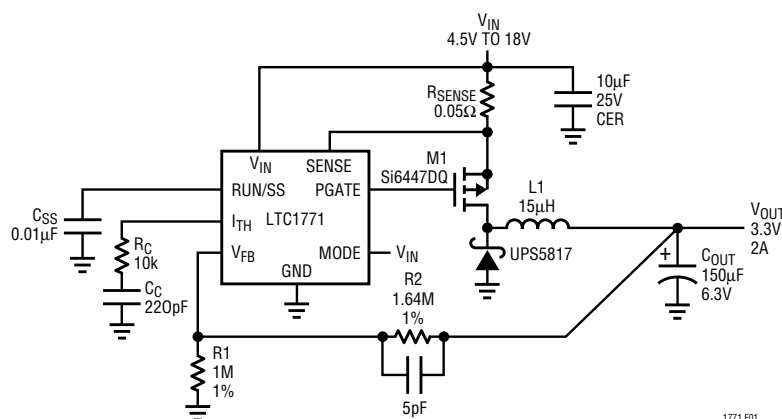 VIN
4.5V TO 18V
RSENSE
0.05Ω
10µF
25V
CER
VIN
SENSE
M1
Si6447DQ
RUN/SS
PGATE
L1
15µH
CSS
0.01µF
ITH
LTC1771
RC
10k
VFB
MODE
VIN
GND
UPS5817
VOUT
3.3V
2A
+
COUT
150µF
6.3V
CC
220pF
R2
1.64M
1%
R1
1M
1%
5pF
1771 F01